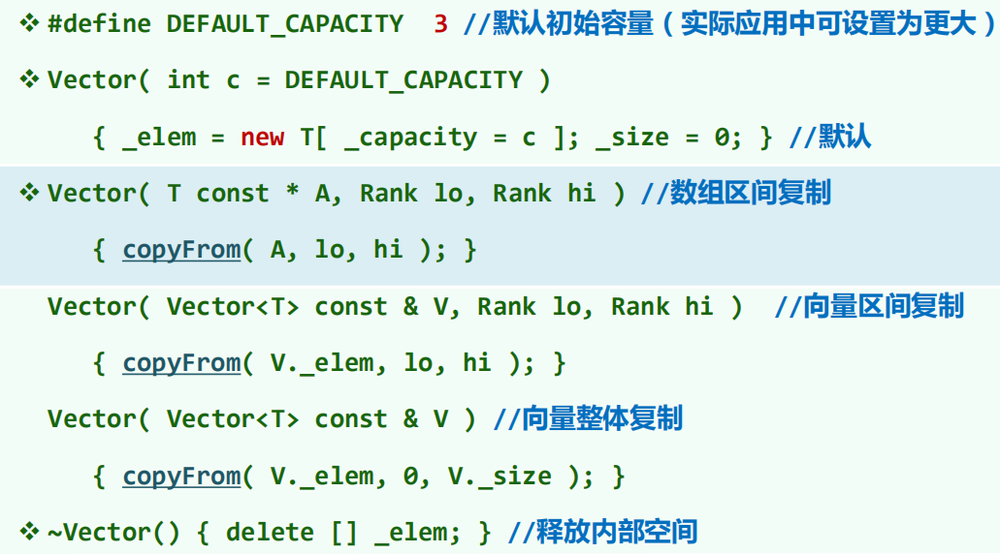 ❖ #define DEFAULT_CAPACITY 3 //默认初始容量（实际应用中可设置为更大）
❖ Vector( int c = DEFAULT_CAPACITY )
{ _elem = new T[ _capacity = c ]; _size = 0; } //默认
❖ Vector( T const * A, Rank lo, Rank hi ) //数组区间复制
{ copyFrom( A, lo, hi ); }
Vector( Vector<T> const & V, Rank lo, Rank hi ) //向量区间复制
{ copyFrom( V._elem, lo, hi ); }
Vector( Vector<T> const & V ) //向量整体复制
{ copyFrom( V._elem, 0, V._size ); }
❖ ~Vector() { delete [] _elem; } //释放内部空间